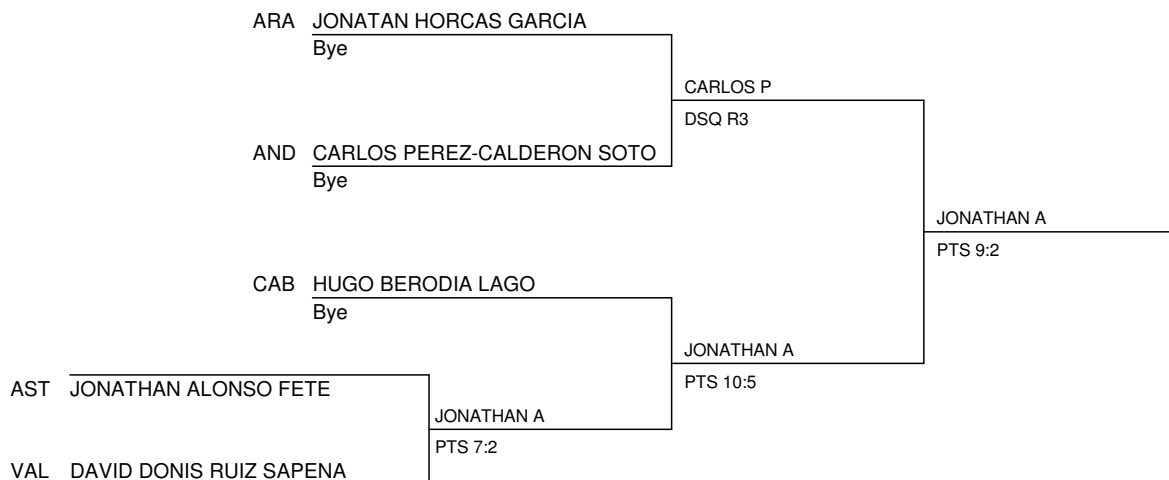 ARA JONATAN HORCAS GARCIA
Bye
CARLOS P
DSQ R3
AND CARLOS PEREZ-CALDERON SOTO
Bye
JONATHAN A
PTS 9:2
CAB HUGO BERODIA LAGO
Bye
JONATHAN A
PTS 10:5
AST JONATHAN ALONSO FETE
JONATHAN A
PTS 7:2
VAL DAVID DONIS RUIZ SAPENA